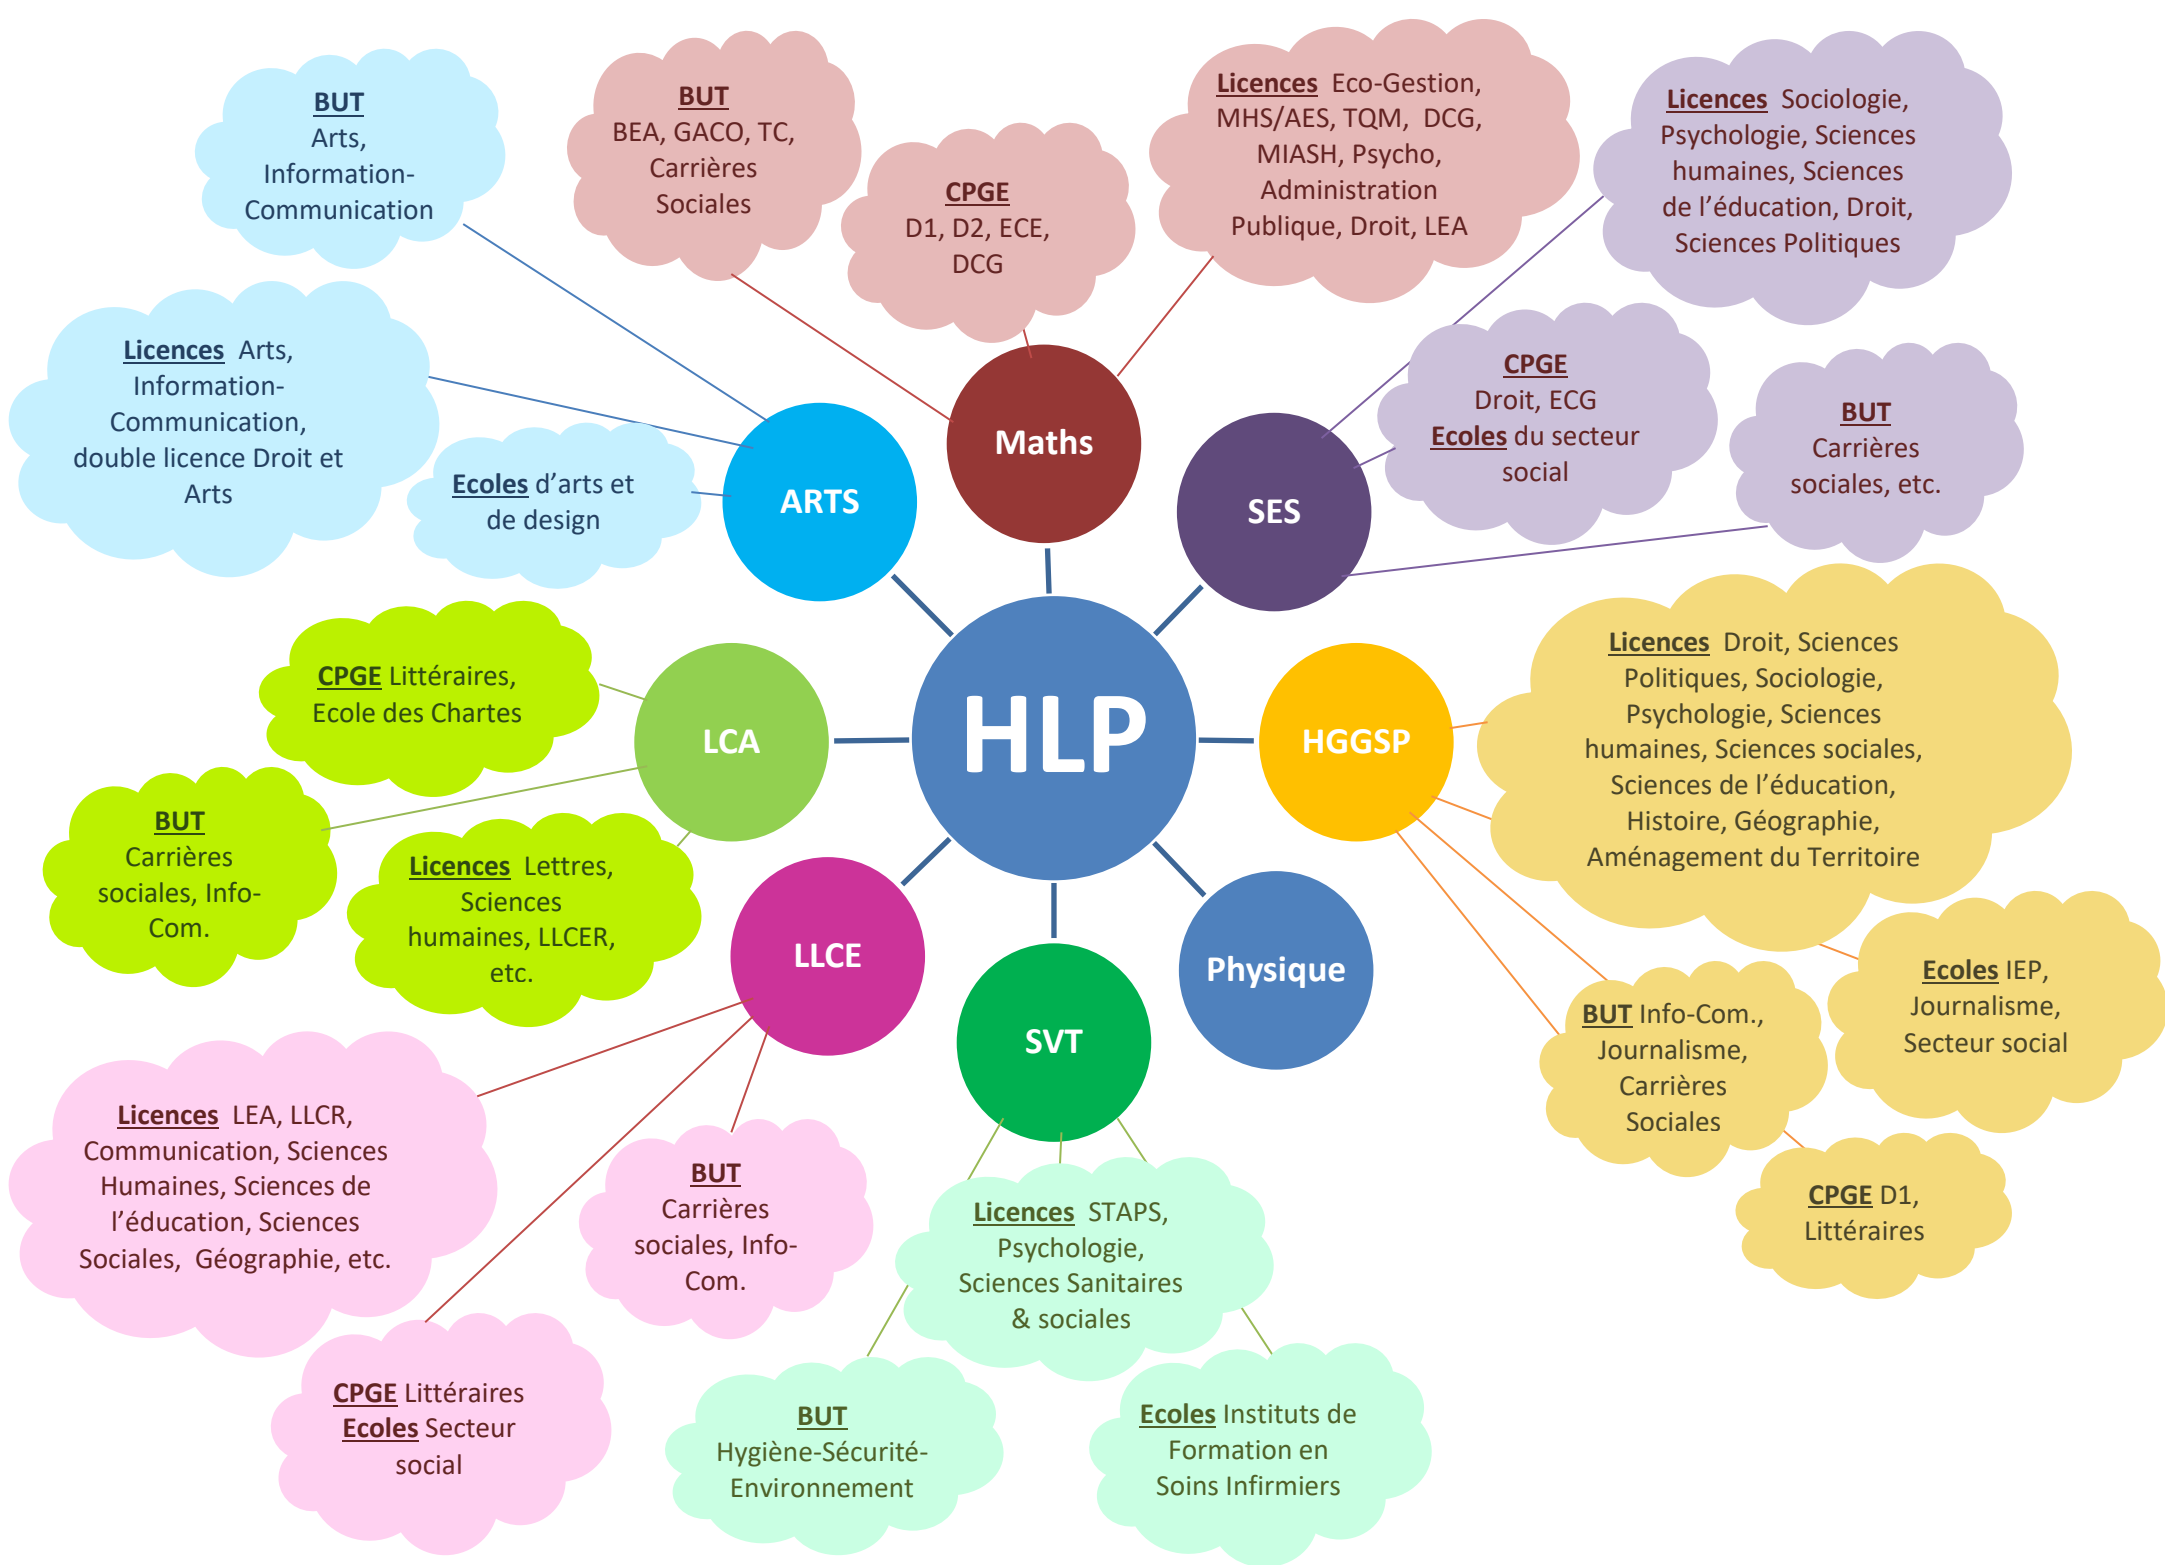 BUT
Arts,
Information-
Communication
BUT
BEA, GACO, TC,
Carrières
Sociales
CPGE
D1, D2, ECE,
DCG
Licences Eco-Gestion,
MHS/AES, TQM, DCG,
MIASH, Psycho,
Administration
Publique, Droit, LEA
Licences Sociologie,
Psychologie, Sciences
humaines, Sciences
de l'éducation, Droit,
Sciences Politiques
Licences Arts,
Information-
Communication,
double licence Droit et
Arts
Ecoles d'arts et
de design
ARTS
Maths
SES
CPGE
Droit, ECG
Ecoles du secteur
social
BUT
Carrières
sociales, etc.
CPGE Littéraires,
Ecole des Chartes
LCA
HLP
HGGSP
Licences Droit, Sciences
Politiques, Sociologie,
Psychologie, Sciences
humaines, Sciences sociales,
Sciences de l'éducation,
Histoire, Géographie,
Aménagement du Territoire
BUT
Carrières
sociales, Info-
Com.
Licences Lettres,
Sciences
humaines, LLCER,
etc.
LLCE
SVT
Physique
BUT Info-Com.,
Journalisme,
Carrières
Sociales
Ecoles IEP,
Journalisme,
Secteur social
CPGE D1,
Littéraires
Licences LEA, LLCR,
Communication, Sciences
Humaines, Sciences de
l'éducation, Sciences
Sociales, Géographie, etc.
BUT
Carrières
sociales, Info-
Com.
Licences STAPS,
Psychologie,
Sciences Sanitaires
& sociales
CPGE Littéraires
Ecoles Secteur
social
BUT
Hygiène-Sécurité-
Environnement
Ecoles Instituts de
Formation en
Soins Infirmiers